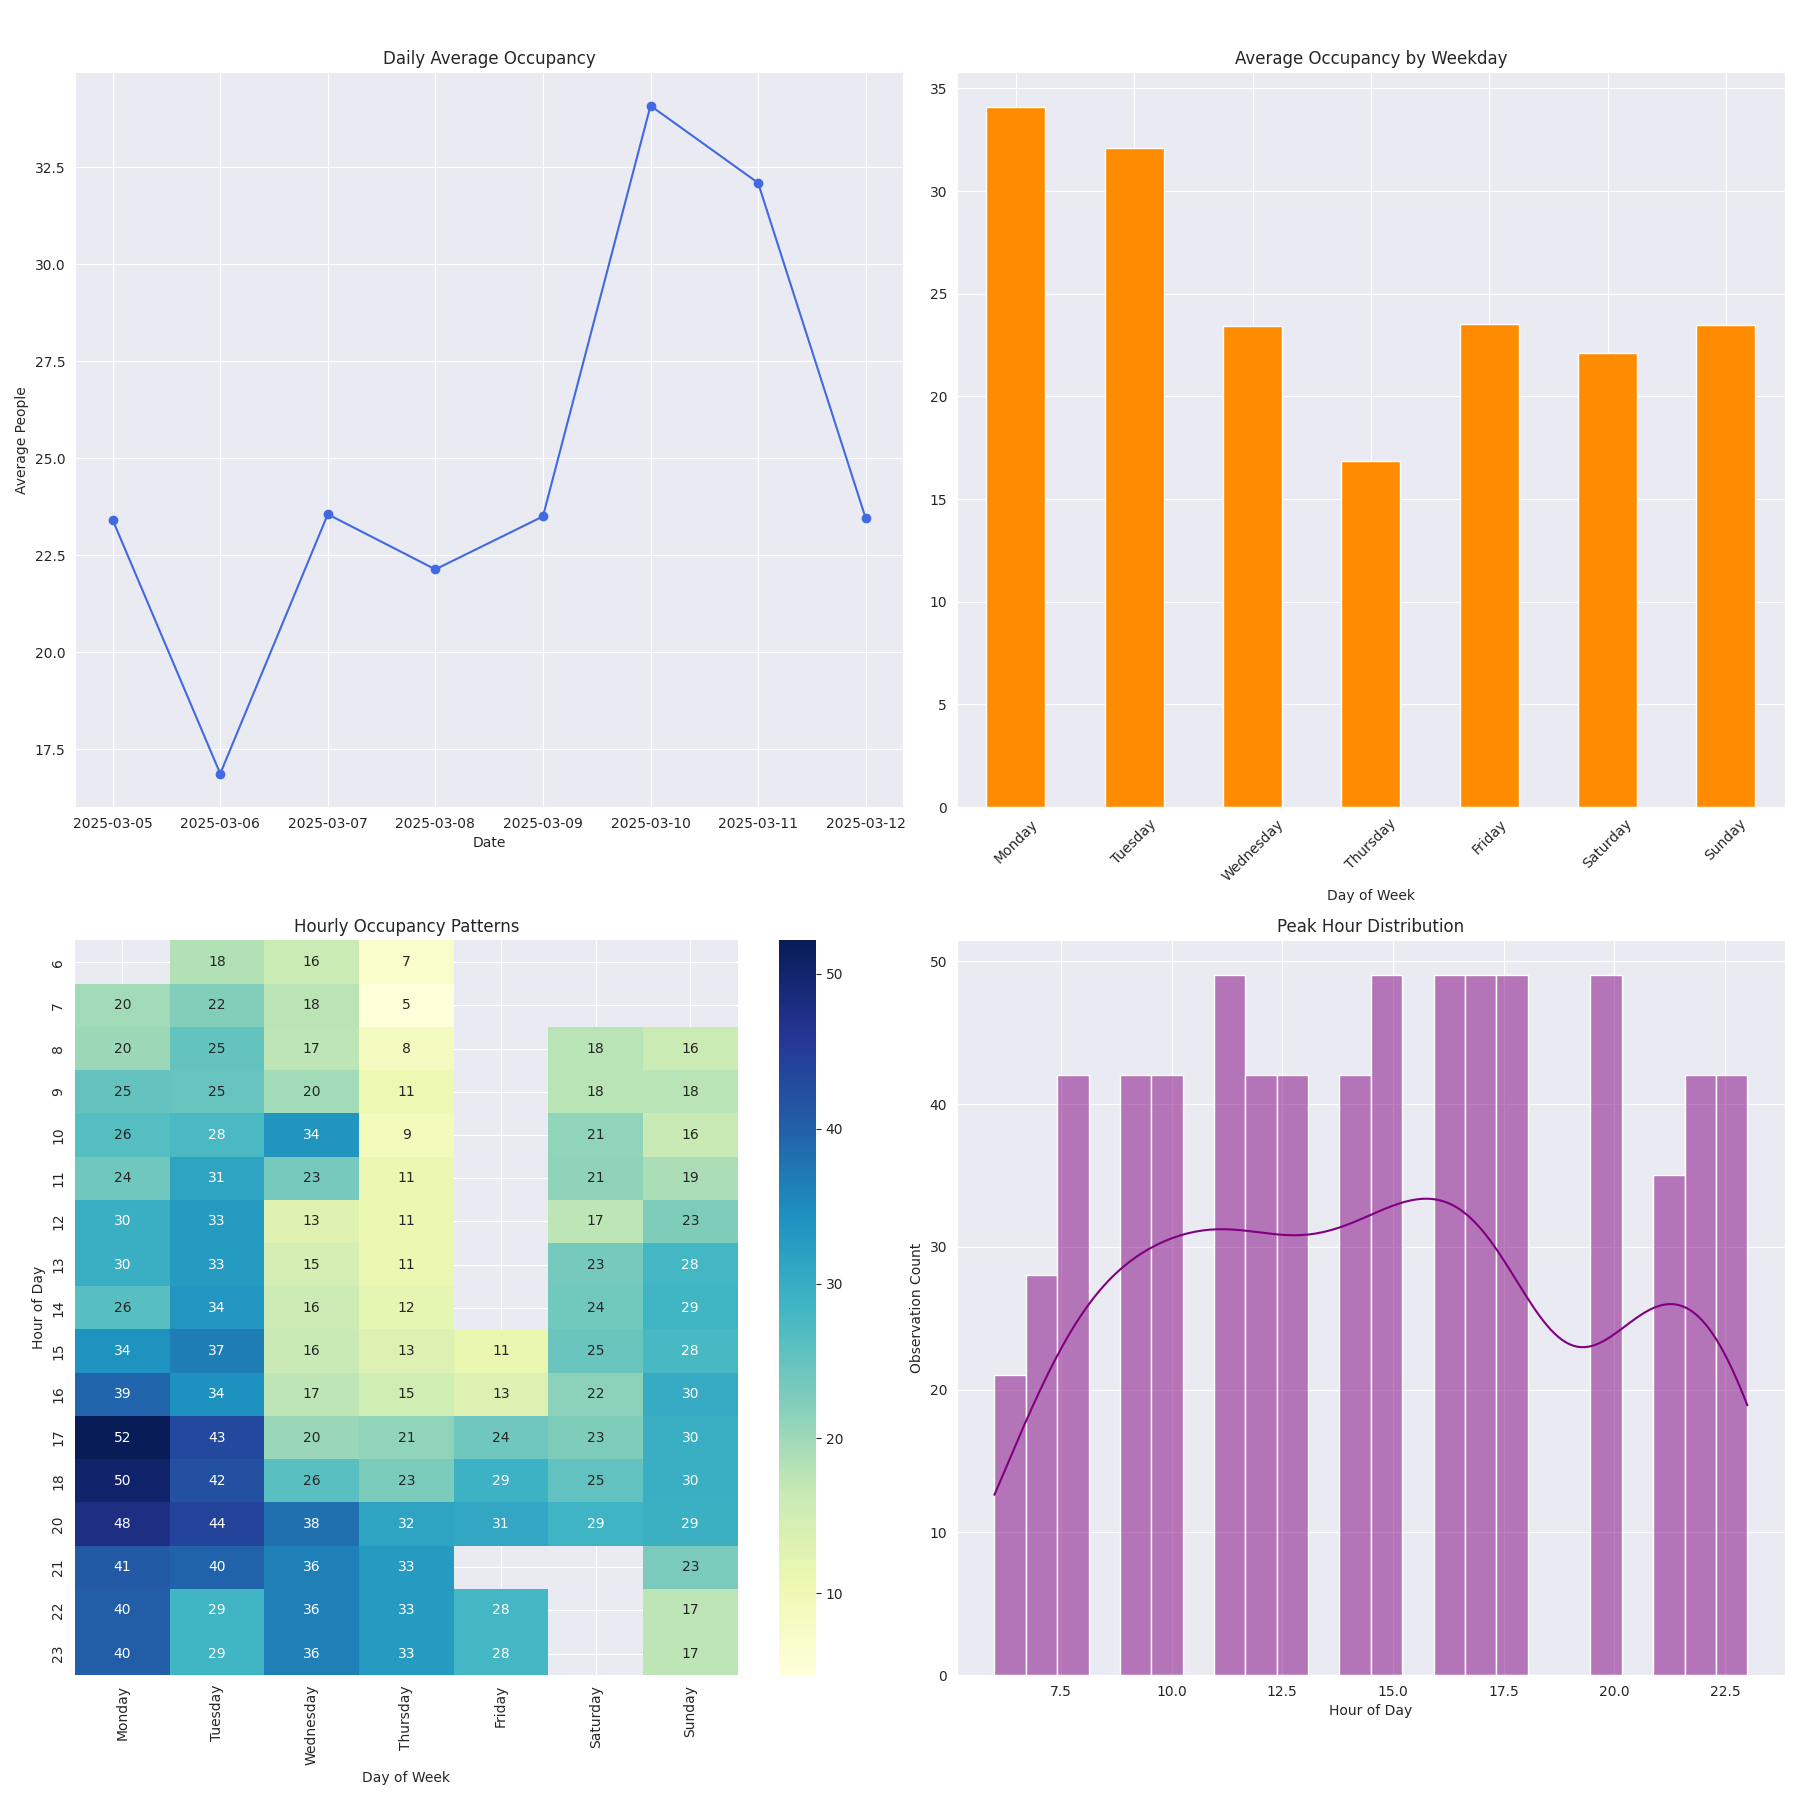 Daily Average Occupancy
32.5
30.0
27.5
25.0
22.5
20.0
17.5
Average People
2025-03-05 2025-03-06 2025-03-07 2025-03-08 2025-03-09 2025-03-10 2025-03-11 2025-03-12
Date
Average Occupancy by Weekday
35
30
25
20
15
10
5
0
Monday Tuesday Wednesday Thursday Friday Saturday Sunday
Day of Week
Hourly Occupancy Patterns
Hour of Day
6 18 16 7
7 20 22 18 5
8 20 25 17 8 18 16
9 25 25 20 11 18 18
10 26 28 34 9 21 16
11 24 31 23 11 21 19
12 30 33 13 11 17 23
13 30 33 15 11 23 28
14 26 34 16 12 24 29
15 34 37 16 13 11 25 28
16 39 34 17 15 13 22 30
17 52 43 20 21 24 23 30
18 50 42 26 23 29 25 30
20 48 44 38 32 31 29 29
21 41 40 36 33 23
22 40 29 36 33 28 17
23 40 29 36 33 28 17
Monday Tuesday Wednesday Thursday Friday Saturday Sunday
Day of Week
50
40
30
20
10
Peak Hour Distribution
50
40
30
20
10
0
Observation Count
7.5 10.0 12.5 15.0 17.5 20.0 22.5
Hour of Day